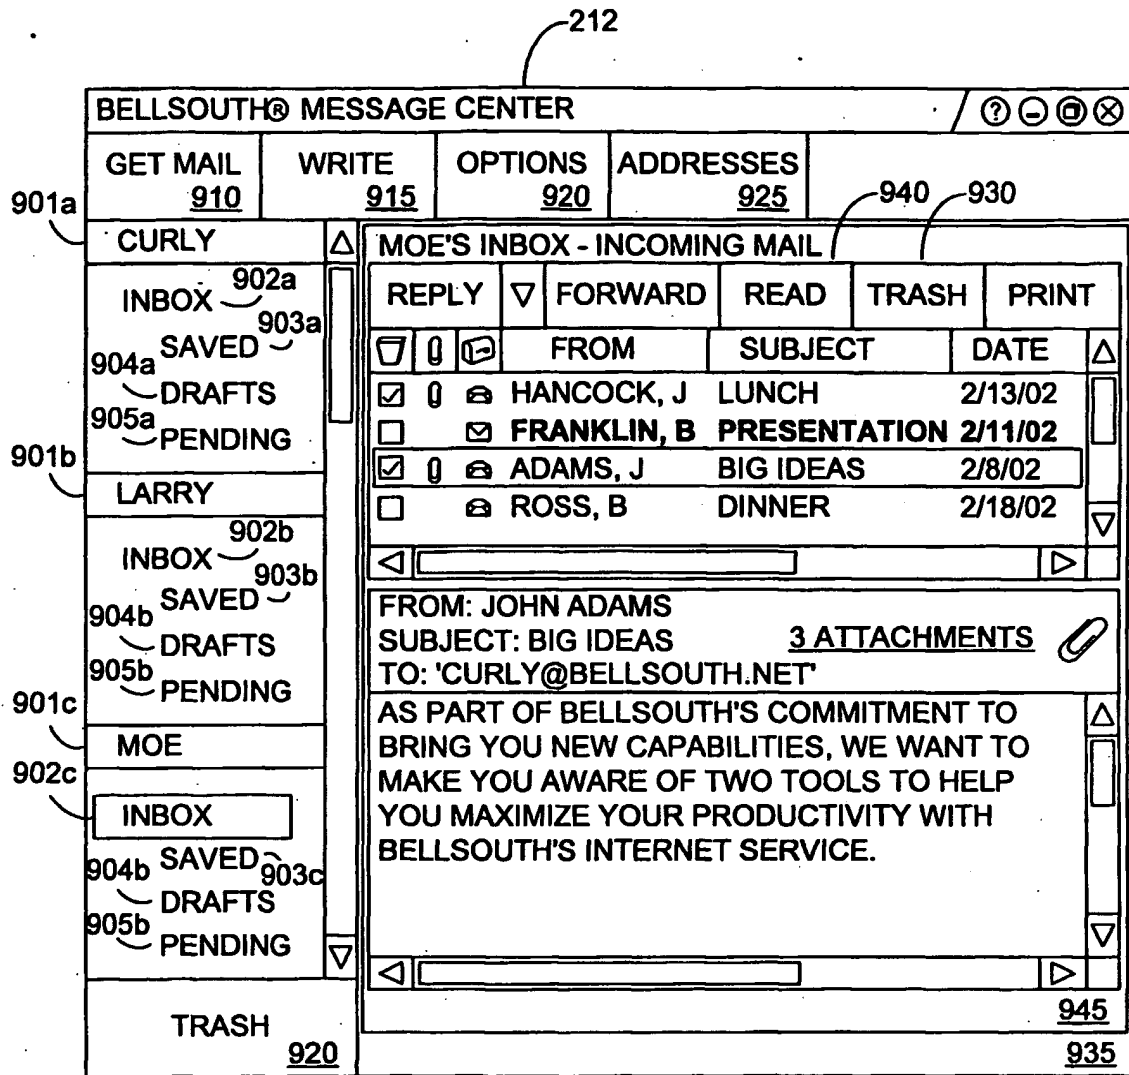 212
BELLSOUTH® MESSAGE CENTER ?
GET MAIL WRITE OPTIONS ADDRESSES
910 915 920 925
940 930
901a
CURLY
INBOX 902a
SAVED 903a
904a DRAFTS
905a PENDING
901b
LARRY
INBOX 902b
SAVED 903b
904b DRAFTS
905b PENDING
901c
MOE
902c
INBOX
SAVED 903c
904b DRAFTS
905b PENDING
TRASH
920
MOE'S INBOX - INCOMING MAIL
REPLY FORWARD READ TRASH PRINT
FROM SUBJECT DATE
HANCOCK, J LUNCH 2/13/02
FRANKLIN, B PRESENTATION 2/11/02
ADAMS, J BIG IDEAS 2/8/02
ROSS, B DINNER 2/18/02
FROM: JOHN ADAMS
SUBJECT: BIG IDEAS 3 ATTACHMENTS
TO: 'CURLY@BELLSOUTH.NET'
AS PART OF BELLSOUTH'S COMMITMENT TO
BRING YOU NEW CAPABILITIES, WE WANT TO
MAKE YOU AWARE OF TWO TOOLS TO HELP
YOU MAXIMIZE YOUR PRODUCTIVITY WITH
BELLSOUTH'S INTERNET SERVICE.
945
935